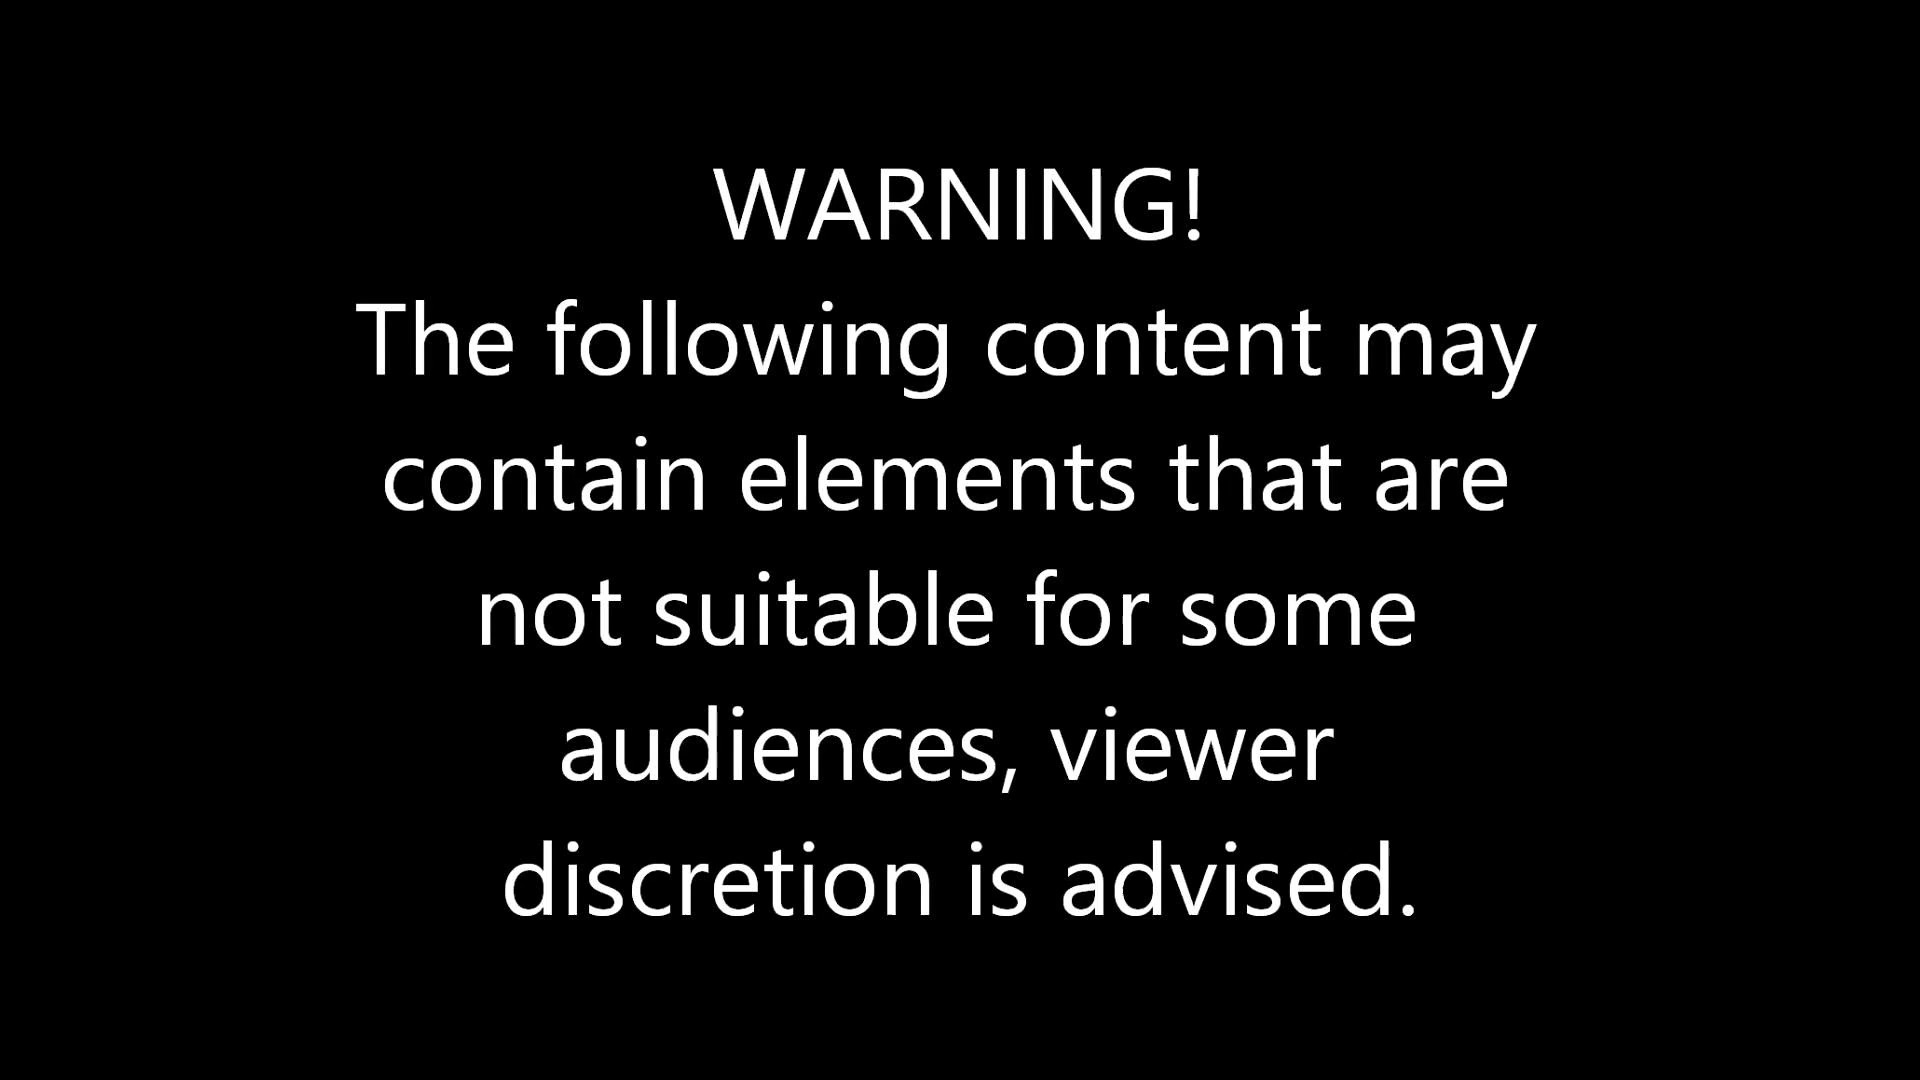 WARNING!
The following content may
contain elements that are
not suitable for some
audiences, viewer
discretion is advised.